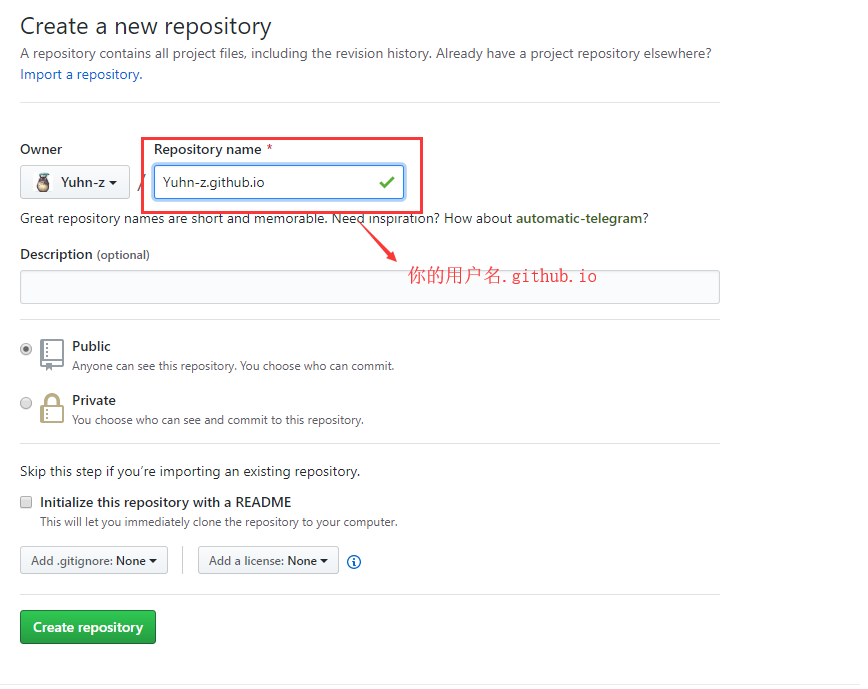 Create a new repository
A repository contains all project files, including the revision history. Already have a project repository elsewhere?
Import a repository.
Owner
Repository name *
Yuhn-z
/
Yuhn-z.github.io
Great repository names are short and memorable. Need inspiration? How about automatic-telegram?
Description (optional)
你的用户名.github.io
Public
Anyone can see this repository. You choose who can commit.
Private
You choose who can see and commit to this repository.
Skip this step if you’re importing an existing repository.
Initialize this repository with a README
This will let you immediately clone the repository to your computer.
Add .gitignore: None
Add a license: None
Create repository